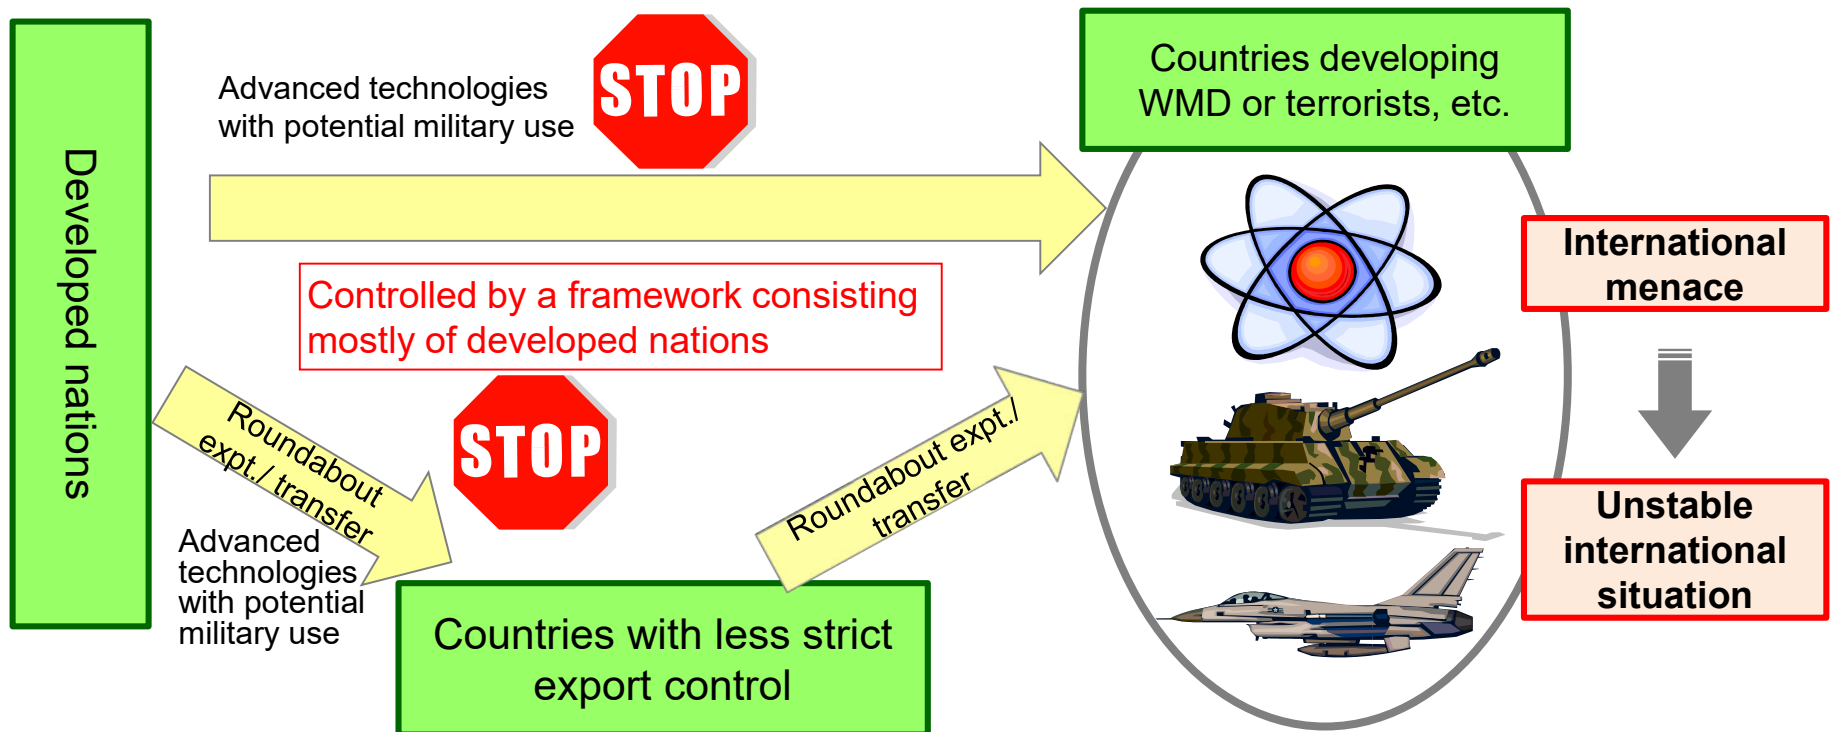 Developed nations
Advanced technologies
with potential military use
STOP
Countries developing
WMD or terrorists, etc.
Controlled by a framework consisting
mostly of developed nations
International
menace
Roundabout
expt./ transfer
STOP
Roundabout expt./
transfer
Unstable
international
situation
Advanced
technologies
with potential
military use
Countries with less strict
export control